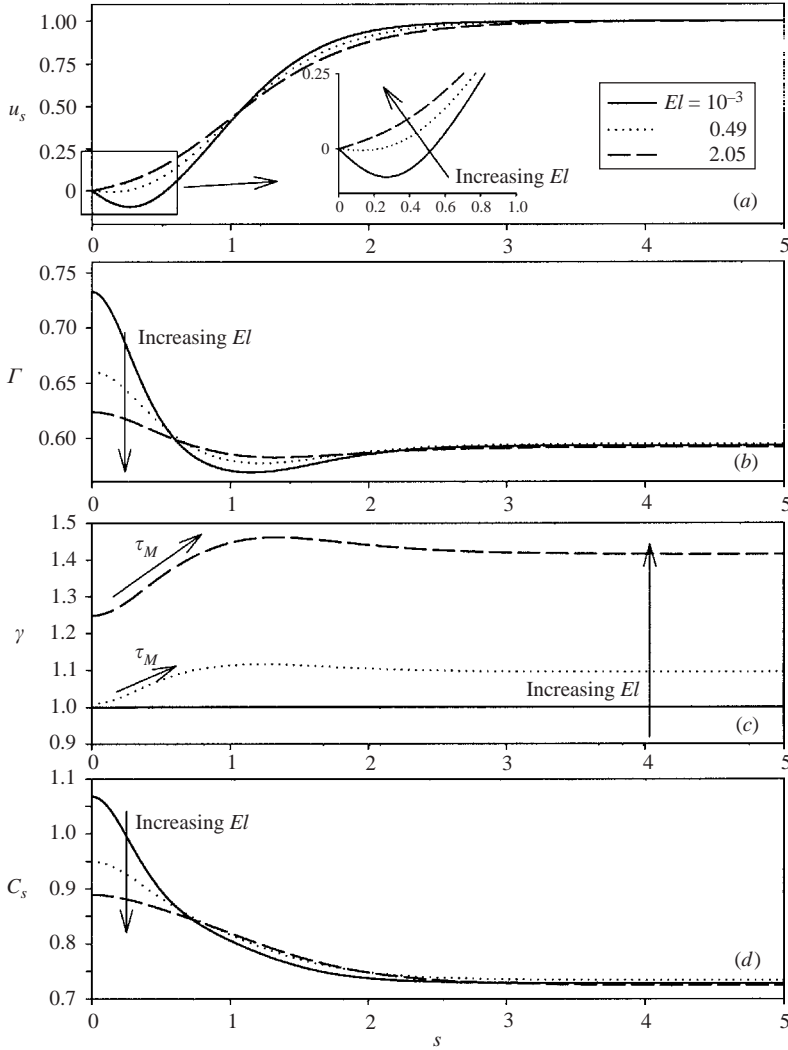 1.00
0.75
0.50
0.25
0
u_s
0.25
0
0 0.2 0.4 0.6 0.8 1.0
Increasing El
El = 10^{-3}
0.49
2.05
(a)
0 1 2 3 4 5
0.75
0.70
0.65
0.60
Γ
Increasing El
(b)
0 1 2 3 4 5
1.5
1.4
1.3
1.2
1.1
1.0
0.9
γ
τ_M
τ_M
Increasing El
(c)
0 1 2 3 4 5
1.1
1.0
0.9
0.8
0.7
C_s
Increasing El
(d)
0 1 2 3 4 5
s